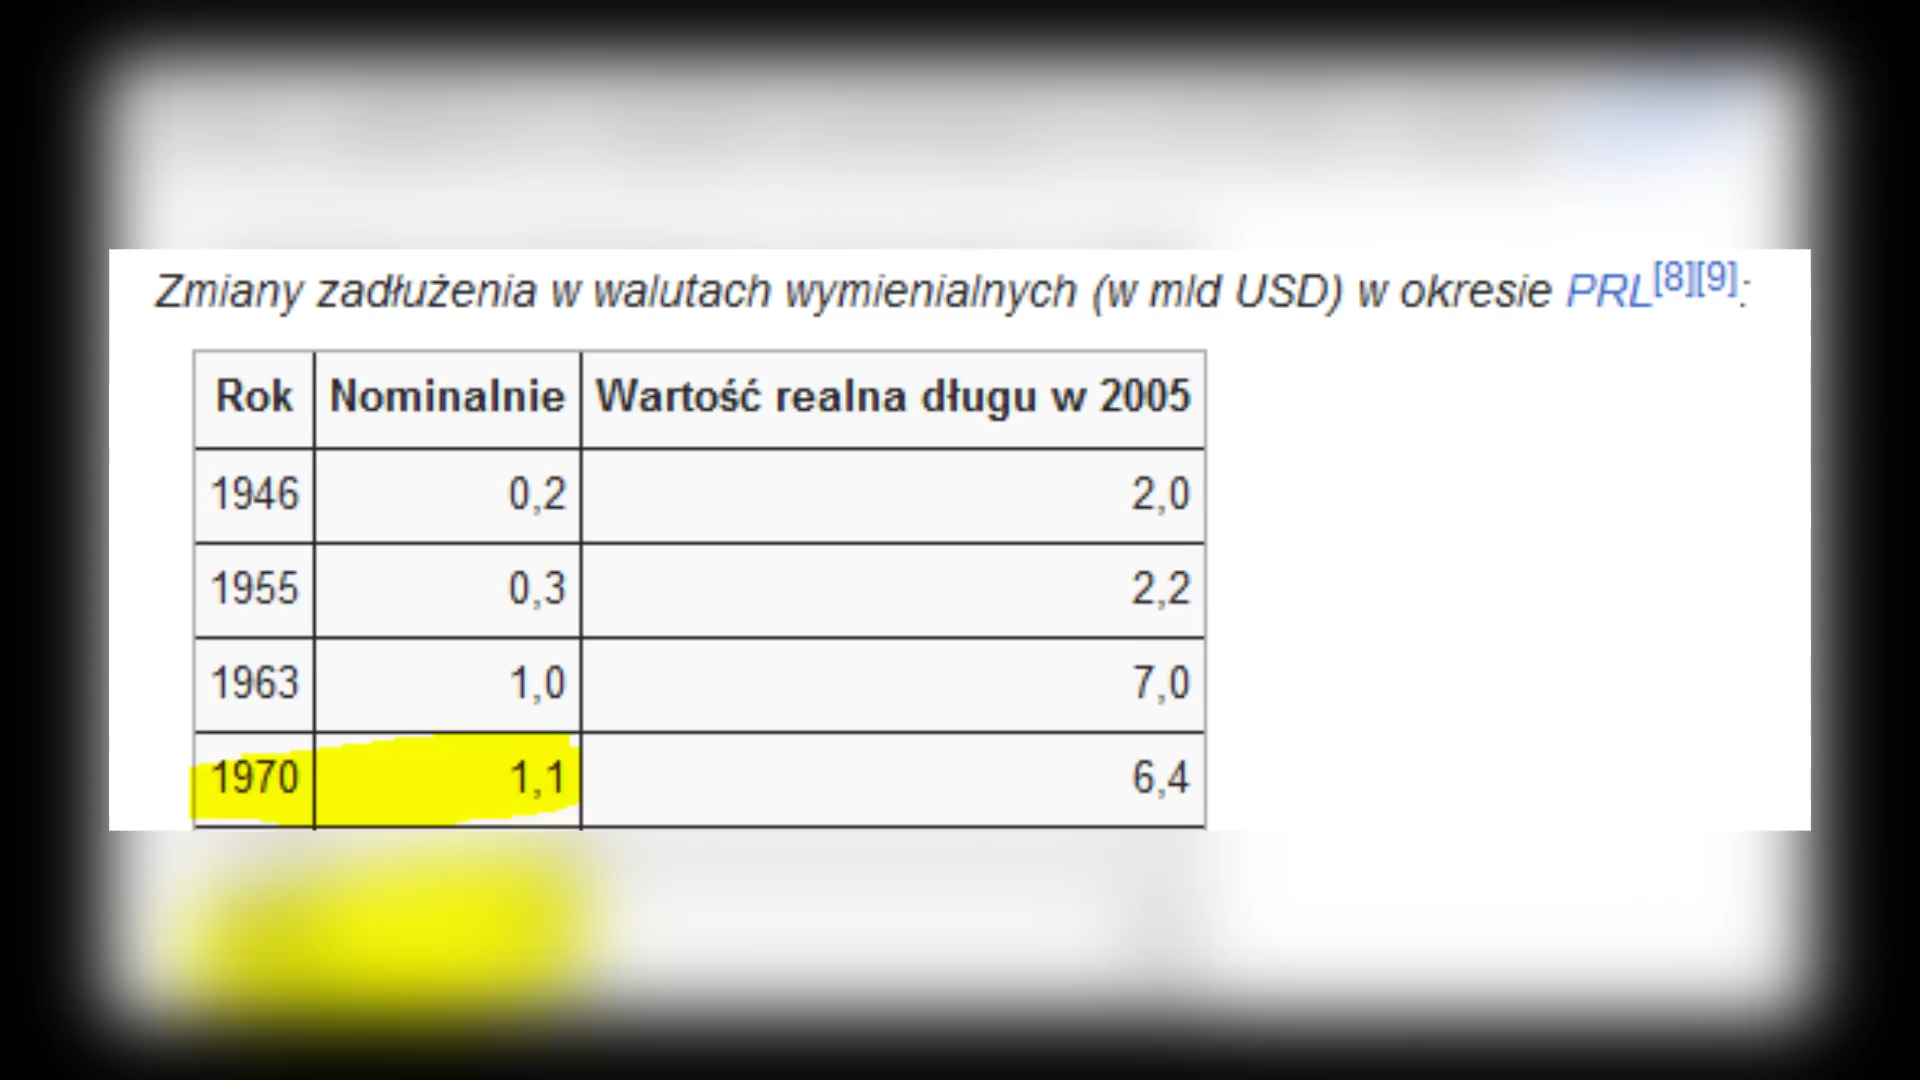 Zmiany zadłużenia w walutach wymienialnych (w mld USD) w okresie PRL[8][9]:
Rok Nominalnie Wartość realna długu w 2005
1946 0,2 2,0
1955 0,3 2,2
1963 1,0 7,0
1970 1,1 6,4